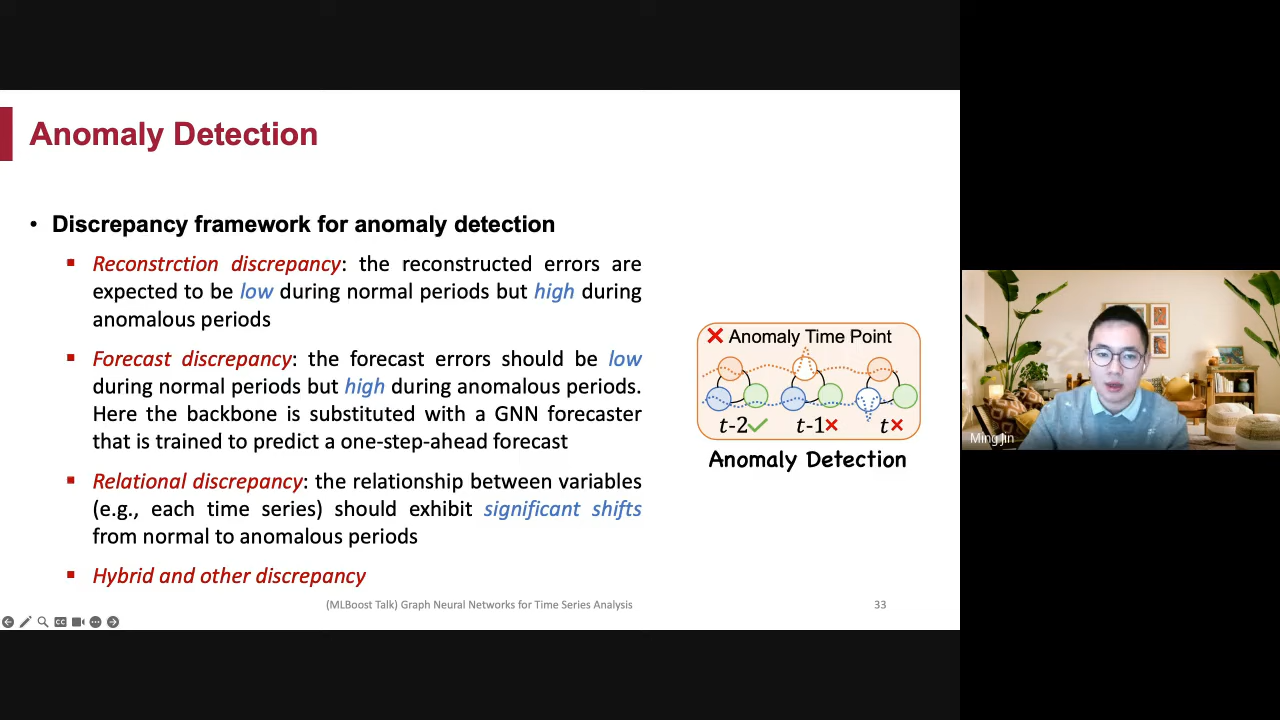 Anomaly Detection
• Discrepancy framework for anomaly detection
▪ Reconstrction discrepancy: the reconstructed errors are
expected to be low during normal periods but high during
anomalous periods
▪ Forecast discrepancy: the forecast errors should be low
during normal periods but high during anomalous periods.
Here the backbone is substituted with a GNN forecaster
that is trained to predict a one-step-ahead forecast
▪ Relational discrepancy: the relationship between variables
(e.g., each time series) should exhibit significant shifts
from normal to anomalous periods
▪ Hybrid and other discrepancy
❌ Anomaly Time Point
t-2✓ t-1❌ t❌
Anomaly Detection
(MLBoost Talk) Graph Neural Networks for Time Series Analysis
33
CC
Ming Jin